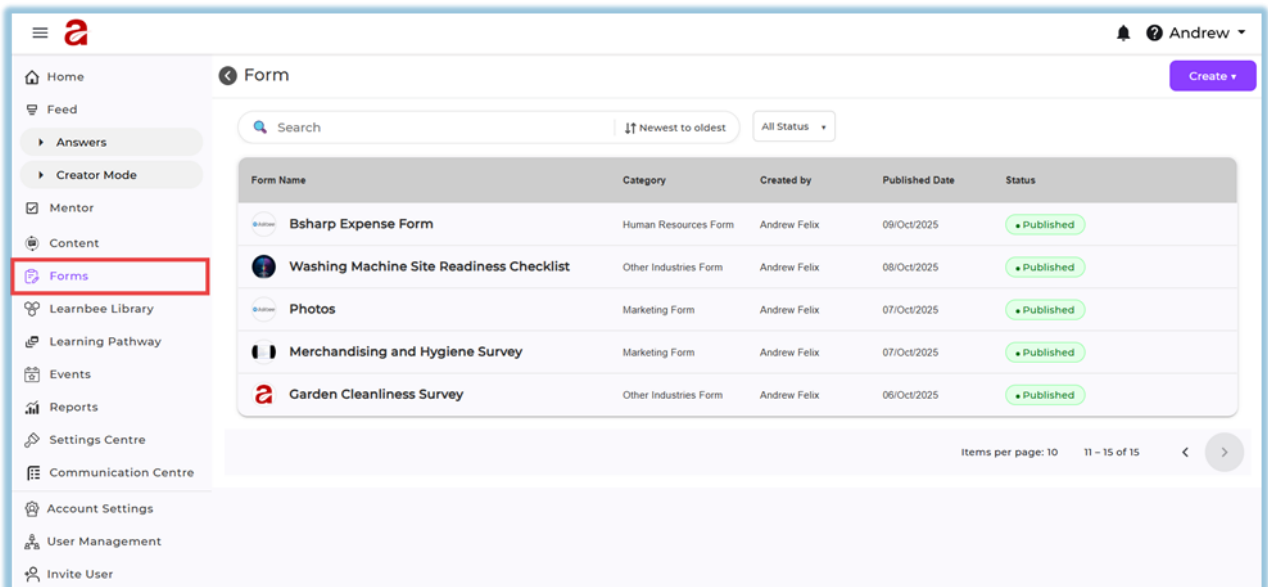 Andrew
Home
Feed
Answers
Creator Mode
Mentor
Content
Forms
Learnbee Library
Learning Pathway
Events
Reports
Settings Centre
Communication Centre
Account Settings
User Management
Invite User
Form
Create
Search
Newest to oldest
All Status
Form Name Category Created by Published Date Status
Bsharp Expense Form Human Resources Form Andrew Felix 09/Oct/2025 Published
Washing Machine Site Readiness Checklist Other Industries Form Andrew Felix 08/Oct/2025 Published
Photos Marketing Form Andrew Felix 07/Oct/2025 Published
Merchandising and Hygiene Survey Marketing Form Andrew Felix 07/Oct/2025 Published
Garden Cleanliness Survey Other Industries Form Andrew Felix 06/Oct/2025 Published
Items per page: 10 11 – 15 of 15